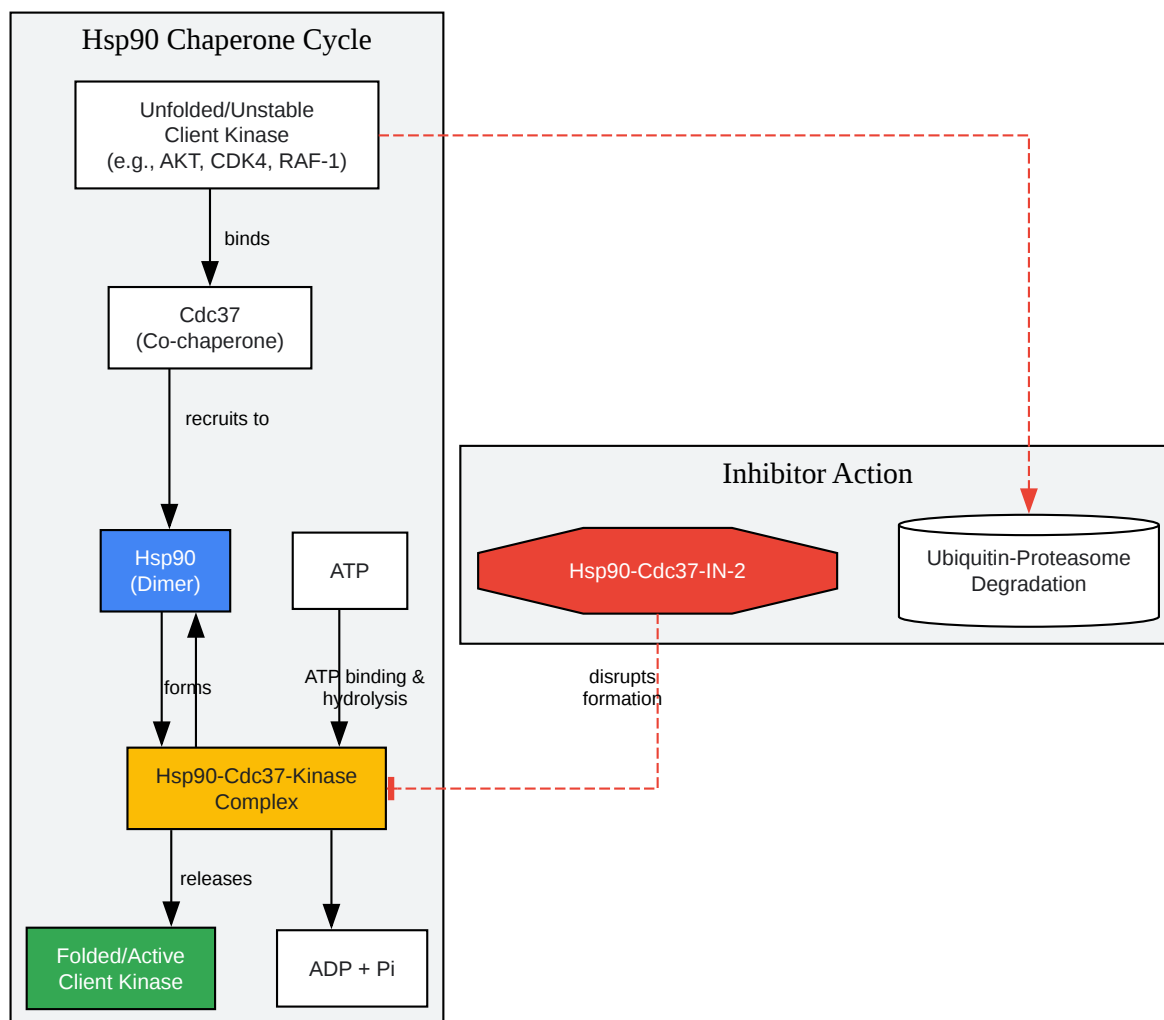 Hsp90 Chaperone Cycle
Unfolded/Unstable
Client Kinase
(e.g., AKT, CDK4, RAF-1)
binds
Cdc37
(Co-chaperone)
recruits to
Inhibitor Action
Hsp90
(Dimer)
ATP
Hsp90-Cdc37-IN-2
Ubiquitin-Proteasome
Degradation
forms
ATP binding &
hydrolysis
disrupts
formation
Hsp90-Cdc37-Kinase
Complex
releases
Folded/Active
Client Kinase
ADP + Pi